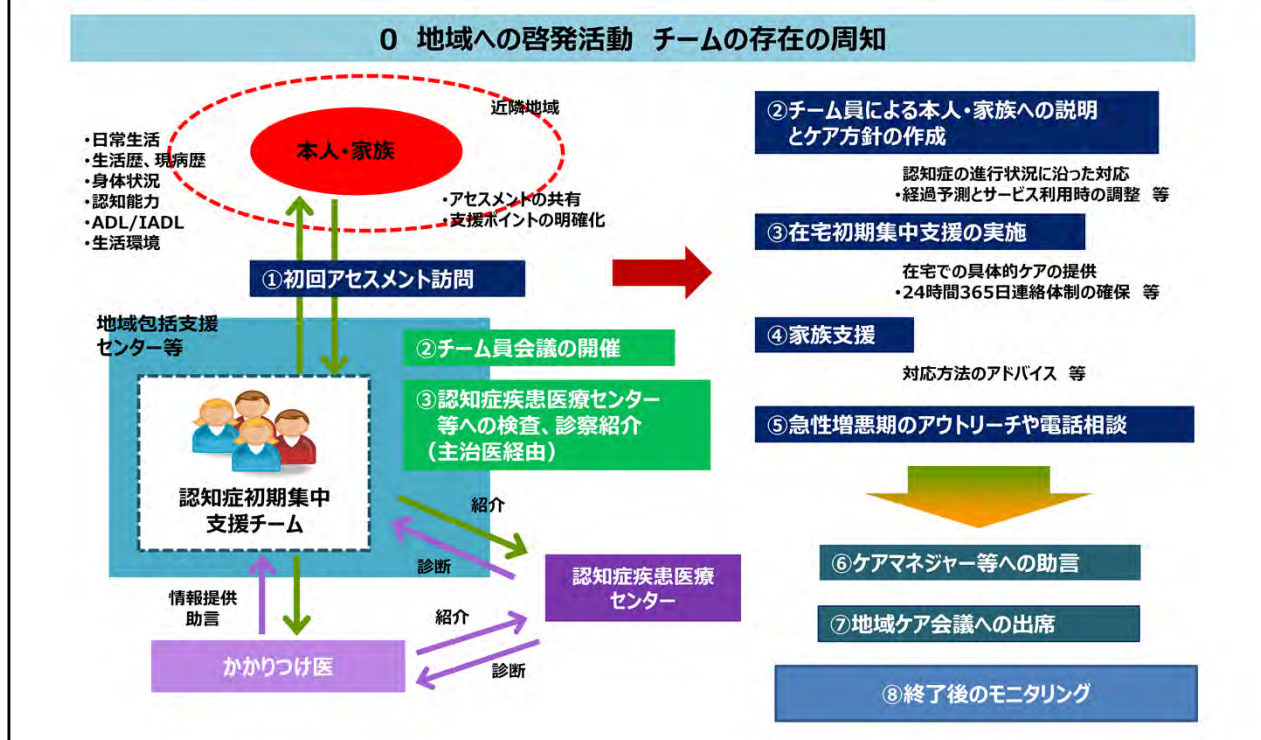 0 地域への啓発活動 チームの存在の周知
近隣地域
本人・家族
・日常生活
・生活歴、現病歴
・身体状況
・認知能力
・ADL/IADL
・生活環境
・アセスメントの共有
・支援ポイントの明確化
①初回アセスメント訪問
地域包括支援
センター等
②チーム員会議の開催
③認知症疾患医療センター
等への検査、診察紹介
(主治医経由)
認知症初期集中
支援チーム
紹介
診断
情報提供
助言
認知症疾患医療
センター
紹介
診断
かかりつけ医
②チーム員による本人・家族への説明
とケア方針の作成
認知症の進行状況に沿った対応
・経過予測とサービス利用時の調整 等
③在宅初期集中支援の実施
在宅での具体的ケアの提供
・24時間365日連絡体制の確保 等
④家族支援
対応方法のアドバイス 等
⑤急性増悪期のアウトリーチや電話相談
⑥ケアマネジャー等への助言
⑦地域ケア会議への出席
⑧終了後のモニタリング